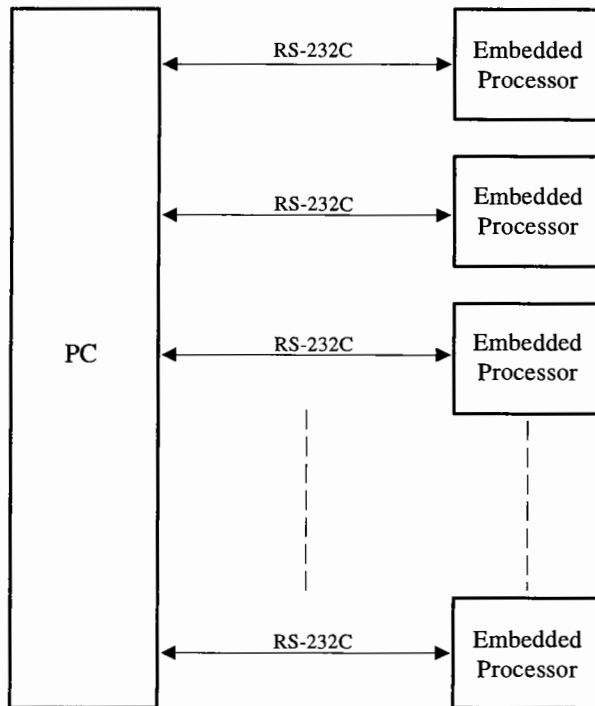 RS-232C
Embedded
Processor
RS-232C
Embedded
Processor
PC
RS-232C
Embedded
Processor
RS-232C
Embedded
Processor